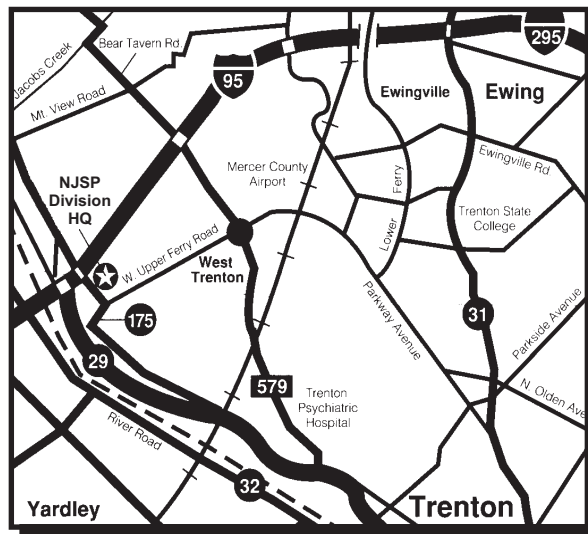 Jacobs Creek
Bear Tavern Rd.
Mt. View Road
95
295
Ewingville
Ewing
Ewingville Rd.
NJSP
Division
HQ
Mercer County
Airport
Lower Ferry
Trenton State
College
W. Upper Ferry Road
West
Trenton
175
31
Parkway Avenue
Parkside Avenue
29
579
Trenton
Psychiatric
Hospital
N. Olden Ave
River Road
32
Yardley
Trenton